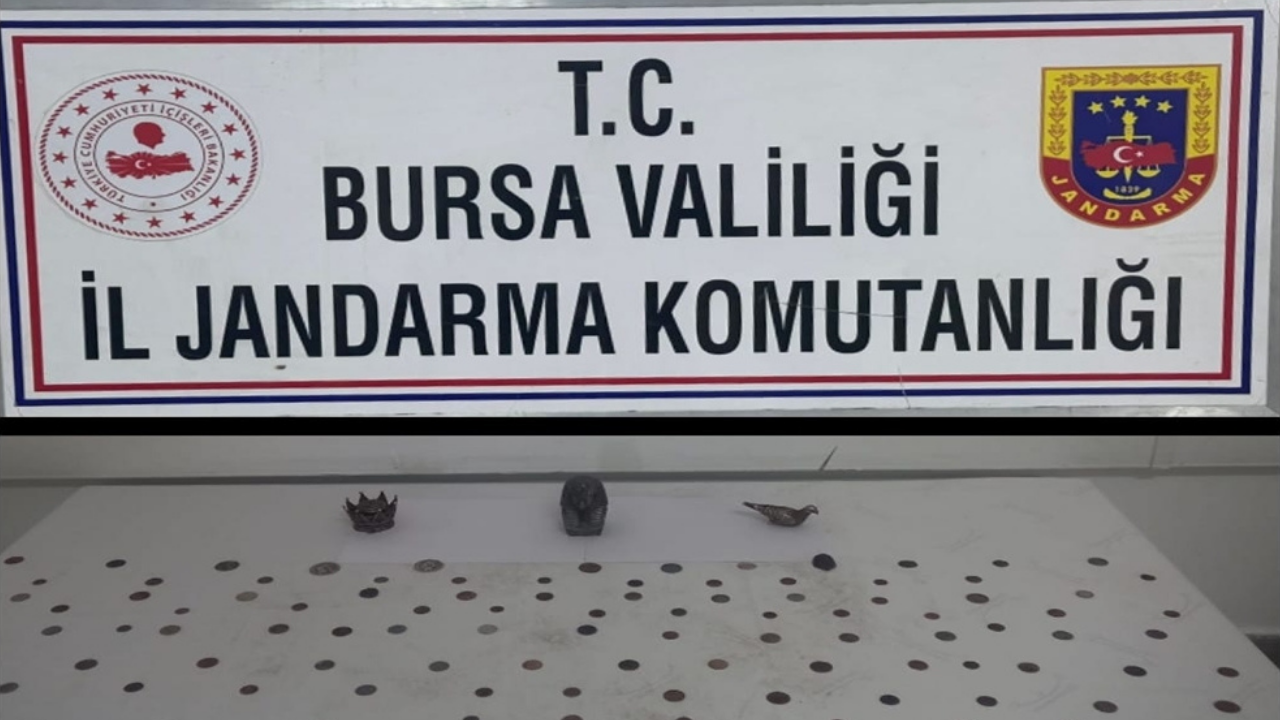 T.C.
BURSA VALİLİĞİ
İL JANDARMA KOMUTANLIĞI
TÜRKİYE CUMHURİYETİ İÇİŞLERİ BAKANLIĞI
1839
JANDARMA